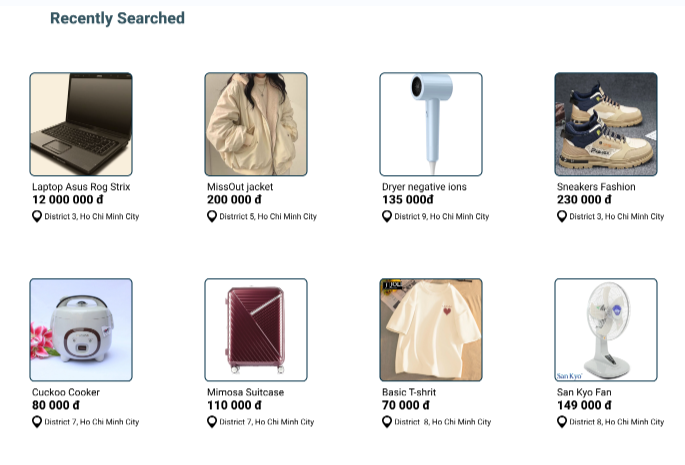 Recently Searched
Laptop Asus Rog Strix
12 000 000 đ
District 3, Ho Chi Minh City
MissOut jacket
200 000 đ
Distrrict 5, Ho Chi Minh City
Dryer negative ions
135 000đ
District 9, Ho Chi Minh City
Sneakers Fashion
230 000 đ
District 3, Ho Chi Minh City
San Kyo
Cuckoo Cooker
80 000 đ
District 7, Ho Chi Minh City
Mimosa Suitcase
110 000 đ
District 7, Ho Chi Minh City
Basic T-shrit
70 000 đ
District 8, Ho Chi Minh City
San Kyo Fan
149 000 đ
District 8, Ho Chi Minh City